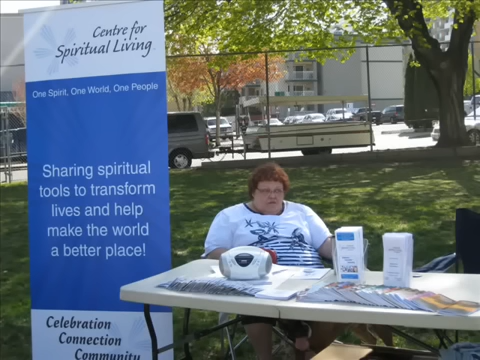 Centre for
Spiritual Living
One Spirit, One World, One People
Sharing spiritual
tools to transform
lives and help
make the world
a better place!
Celebration
Connection
Community